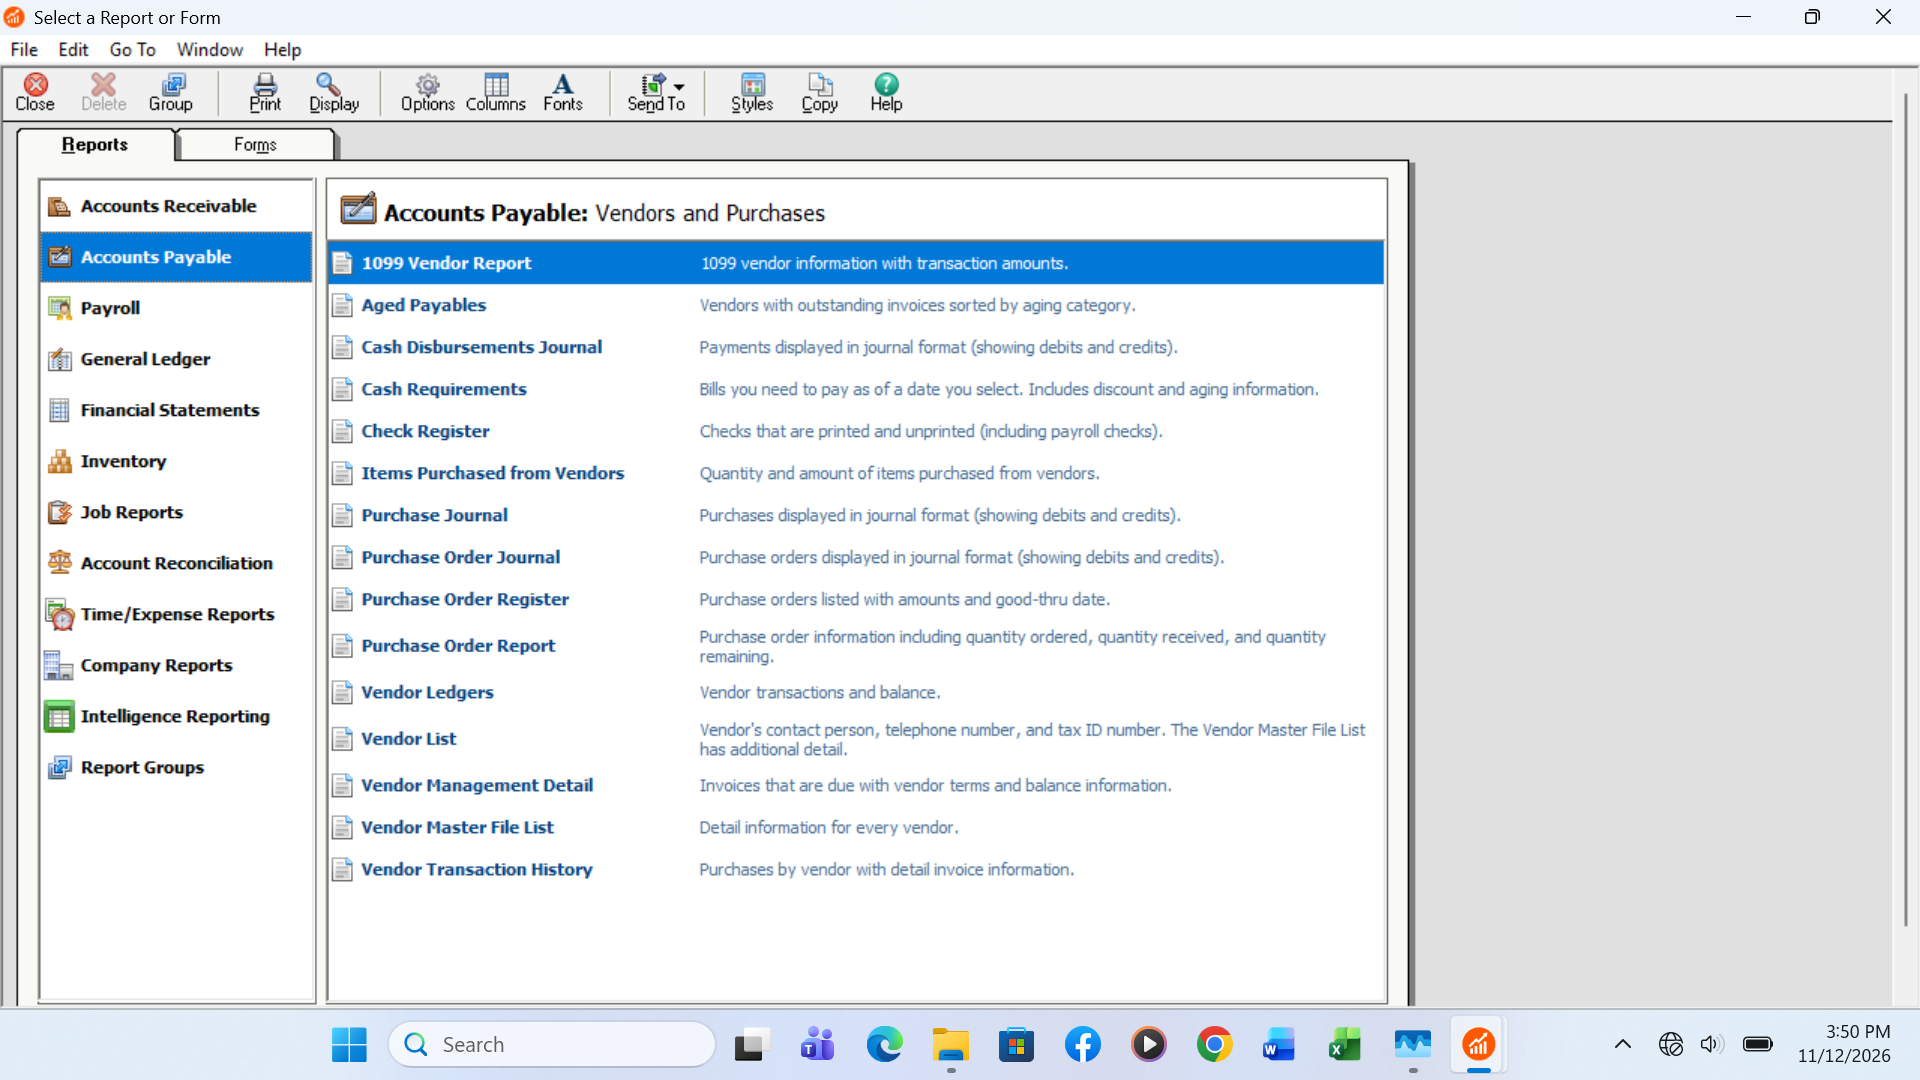 Select a Report or Form
File Edit Go To Window Help
Close Delete Group Print Display Options Columns Fonts Send To Styles Copy Help
Reports Forms
Accounts Receivable
Accounts Payable
Payroll
General Ledger
Financial Statements
Inventory
Job Reports
Account Reconciliation
Time/Expense Reports
Company Reports
Intelligence Reporting
Report Groups
Accounts Payable: Vendors and Purchases
1099 Vendor Report 1099 vendor information with transaction amounts.
Aged Payables Vendors with outstanding invoices sorted by aging category.
Cash Disbursements Journal Payments displayed in journal format (showing debits and credits).
Cash Requirements Bills you need to pay as of a date you select. Includes discount and aging information.
Check Register Checks that are printed and unprinted (including payroll checks).
Items Purchased from Vendors Quantity and amount of items purchased from vendors.
Purchase Journal Purchases displayed in journal format (showing debits and credits).
Purchase Order Journal Purchase orders displayed in journal format (showing debits and credits).
Purchase Order Register Purchase orders listed with amounts and good-thru date.
Purchase Order Report Purchase order information including quantity ordered, quantity received, and quantity
remaining.
Vendor Ledgers Vendor transactions and balance.
Vendor List Vendor's contact person, telephone number, and tax ID number. The Vendor Master File List
has additional detail.
Vendor Management Detail Invoices that are due with vendor terms and balance information.
Vendor Master File List Detail information for every vendor.
Vendor Transaction History Purchases by vendor with detail invoice information.
Search
3:50 PM
11/12/2026